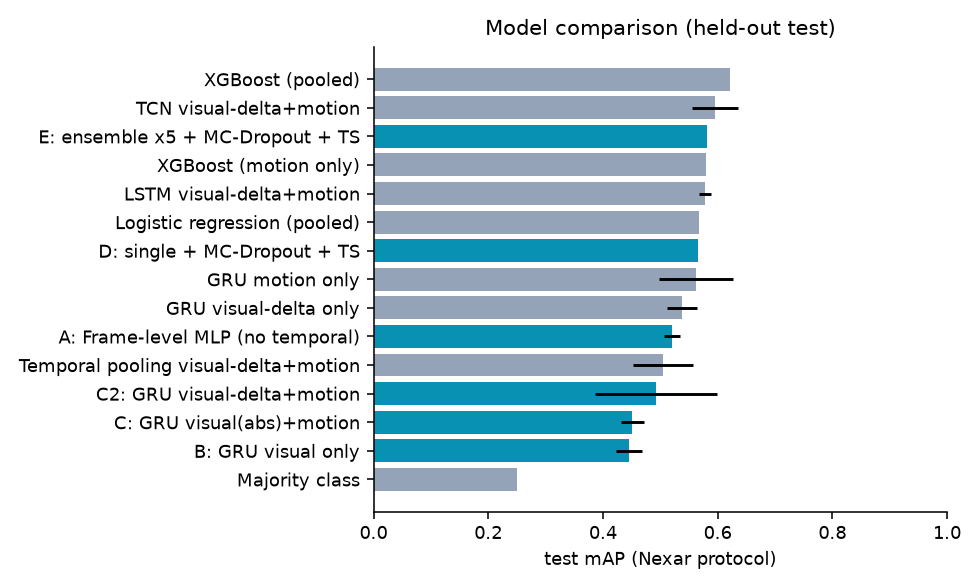 Model comparison (held-out test)
XGBoost (pooled)
TCN visual-delta+motion
E: ensemble x5 + MC-Dropout + TS
XGBoost (motion only)
LSTM visual-delta+motion
Logistic regression (pooled)
D: single + MC-Dropout + TS
GRU motion only
GRU visual-delta only
A: Frame-level MLP (no temporal)
Temporal pooling visual-delta+motion
C2: GRU visual-delta+motion
C: GRU visual(abs)+motion
B: GRU visual only
Majority class
0.0 0.2 0.4 0.6 0.8 1.0
test mAP (Nexar protocol)